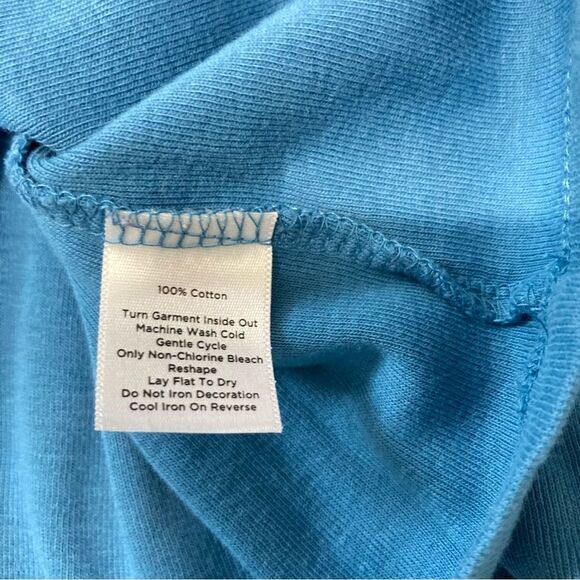 100% Cotton
Turn Garment Inside Out
Machine Wash Cold
Gentle Cycle
Only Non-Chlorine Bleach
Reshape
Lay Flat To Dry
Do Not Iron Decoration
Cool Iron On Reverse